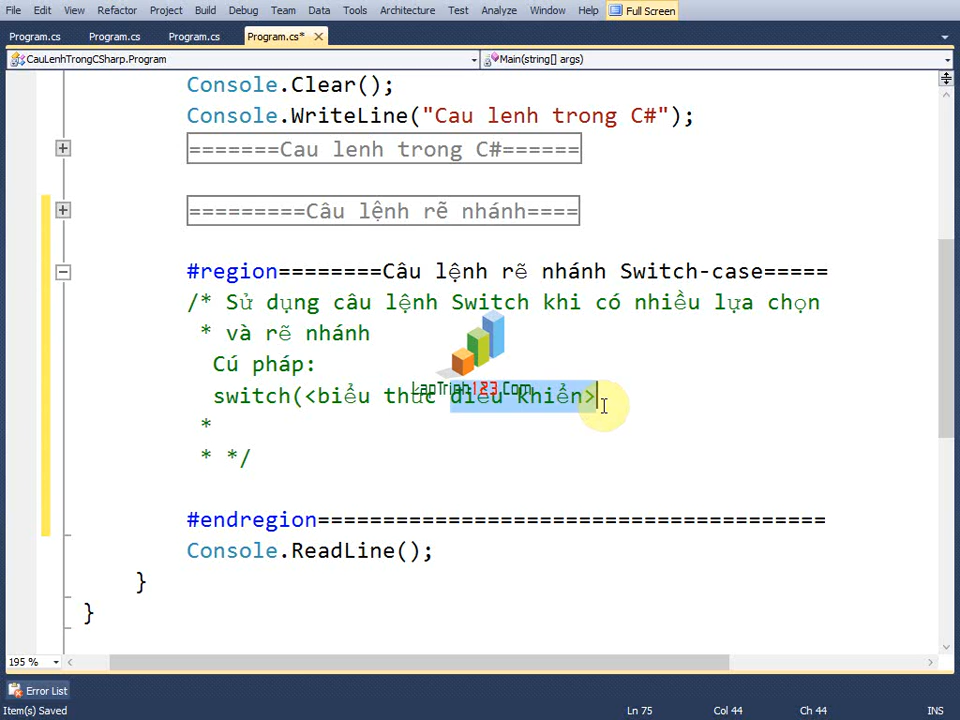 File Edit View Refactor Project Build Debug Team Data Tools Architecture Test Analyze Window Help Full Screen
Program.cs Program.cs Program.cs Program.cs*
CauLenhTrongCSharp.Program Main(string[] args)
Console.Clear();
Console.WriteLine("Cau lenh trong C#");
=======Cau lenh trong C#======
=========Câu lệnh rẽ nhánh====
#region========Câu lệnh rẽ nhánh Switch-case=====
/* Sử dụng câu lệnh Switch khi có nhiều lựa chọn
* và rẽ nhánh
Cú pháp:
LapTrinh123.Com
switch(<biểu thức điều khiển>
*
* */
#endregion=======================================
Console.ReadLine();
}
}
195 %
Error List
Item(s) Saved Ln 75 Col 44 Ch 44 INS